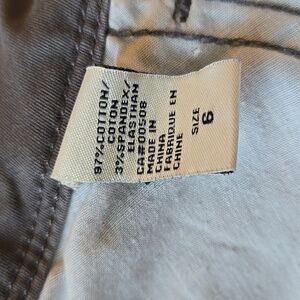 97%COTTON/
COTON
3%SPANDEX/
ELASTHAN
CA#00508
MADE IN
CHINA
FABRIQUE EN
CHINE
SIZE
6